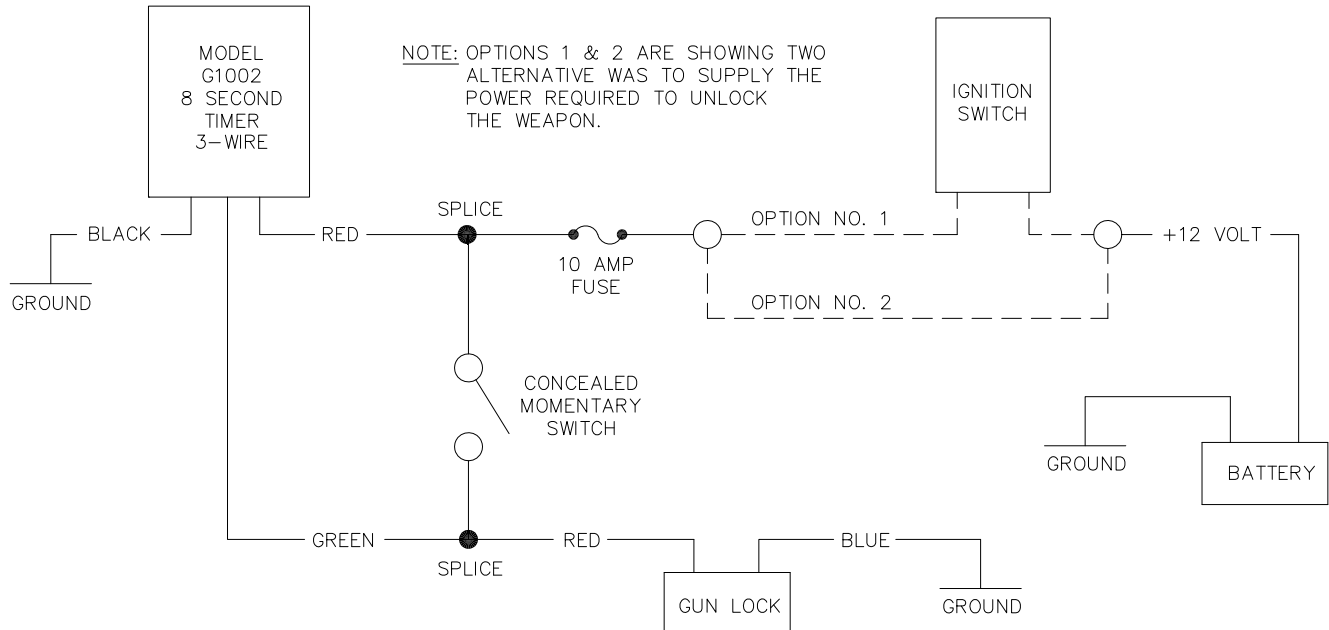 MODEL
G1002
8 SECOND
TIMER
3-WIRE
NOTE: OPTIONS 1 & 2 ARE SHOWING TWO
ALTERNATIVE WAS TO SUPPLY THE
POWER REQUIRED TO UNLOCK
THE WEAPON.
IGNITION
SWITCH
BLACK
RED
SPLICE
OPTION NO. 1
+12 VOLT
10 AMP
FUSE
GROUND
OPTION NO. 2
CONCEALED
MOMENTARY
SWITCH
GROUND
BATTERY
GREEN
RED
BLUE
SPLICE
GUN LOCK
GROUND